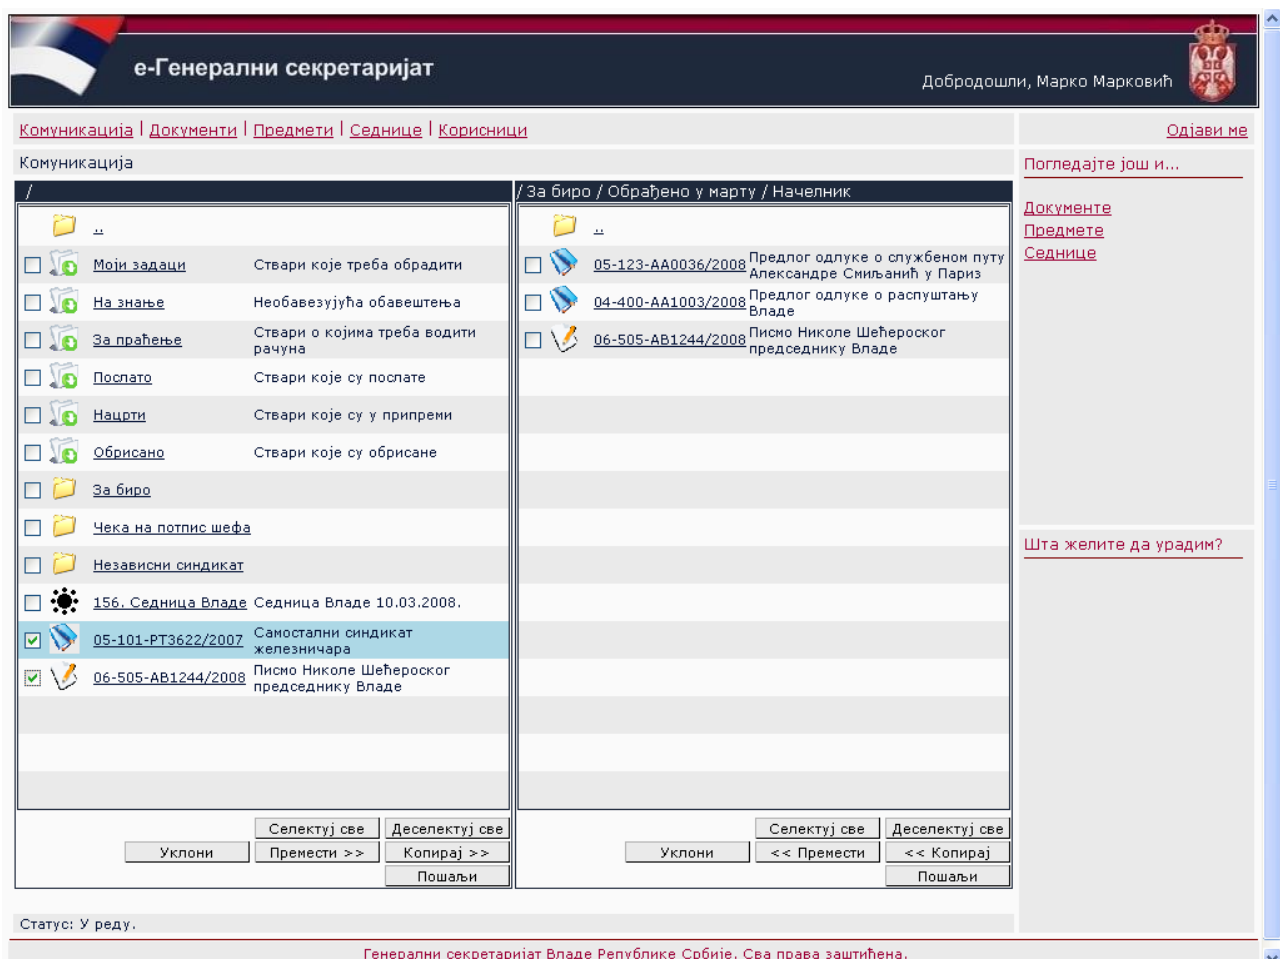 е-Генерални секретаријат
Добродошли, Марко Марковић
Комуникација | Документи | Предмети | Седнице | Корисници
Одјави ме
Комуникација
/
..
Моји задаци Ствари које треба обрадити
На знање Необавезујућа обавештења
За праћење Ствари о којима треба водити
рачуна
Послато Ствари које су послате
Нацрти Ствари које су у припреми
Обрисано Ствари које су обрисане
За биро
Чека на потпис шефа
Независни синдикат
156. Седница Владе Седница Владе 10.03.2008.
05-101-РТ3622/2007 Самостални синдикат
железничара
06-505-АВ1244/2008 Писмо Николе Шећероског
председнику Владе
Селектуј све Деселектуј све
Уклони Премести >> Копирај >>
Пошаљи
/ За биро / Обрађено у марту / Начелник
..
05-123-АА0036/2008 Предлог одлуке о службеном путу
Александре Смиљанић у Париз
04-400-АА1003/2008 Предлог одлуке о распуштању
Владе
06-505-АВ1244/2008 Писмо Николе Шећероског
председнику Владе
Селектуј све Деселектуј све
Уклони << Премести << Копирај
Пошаљи
Погледајте још и...
Документе
Предмете
Седнице
Шта желите да урадим?
Статус: У реду.
Генерални секретаријат Владе Републике Србије. Сва права заштићена.